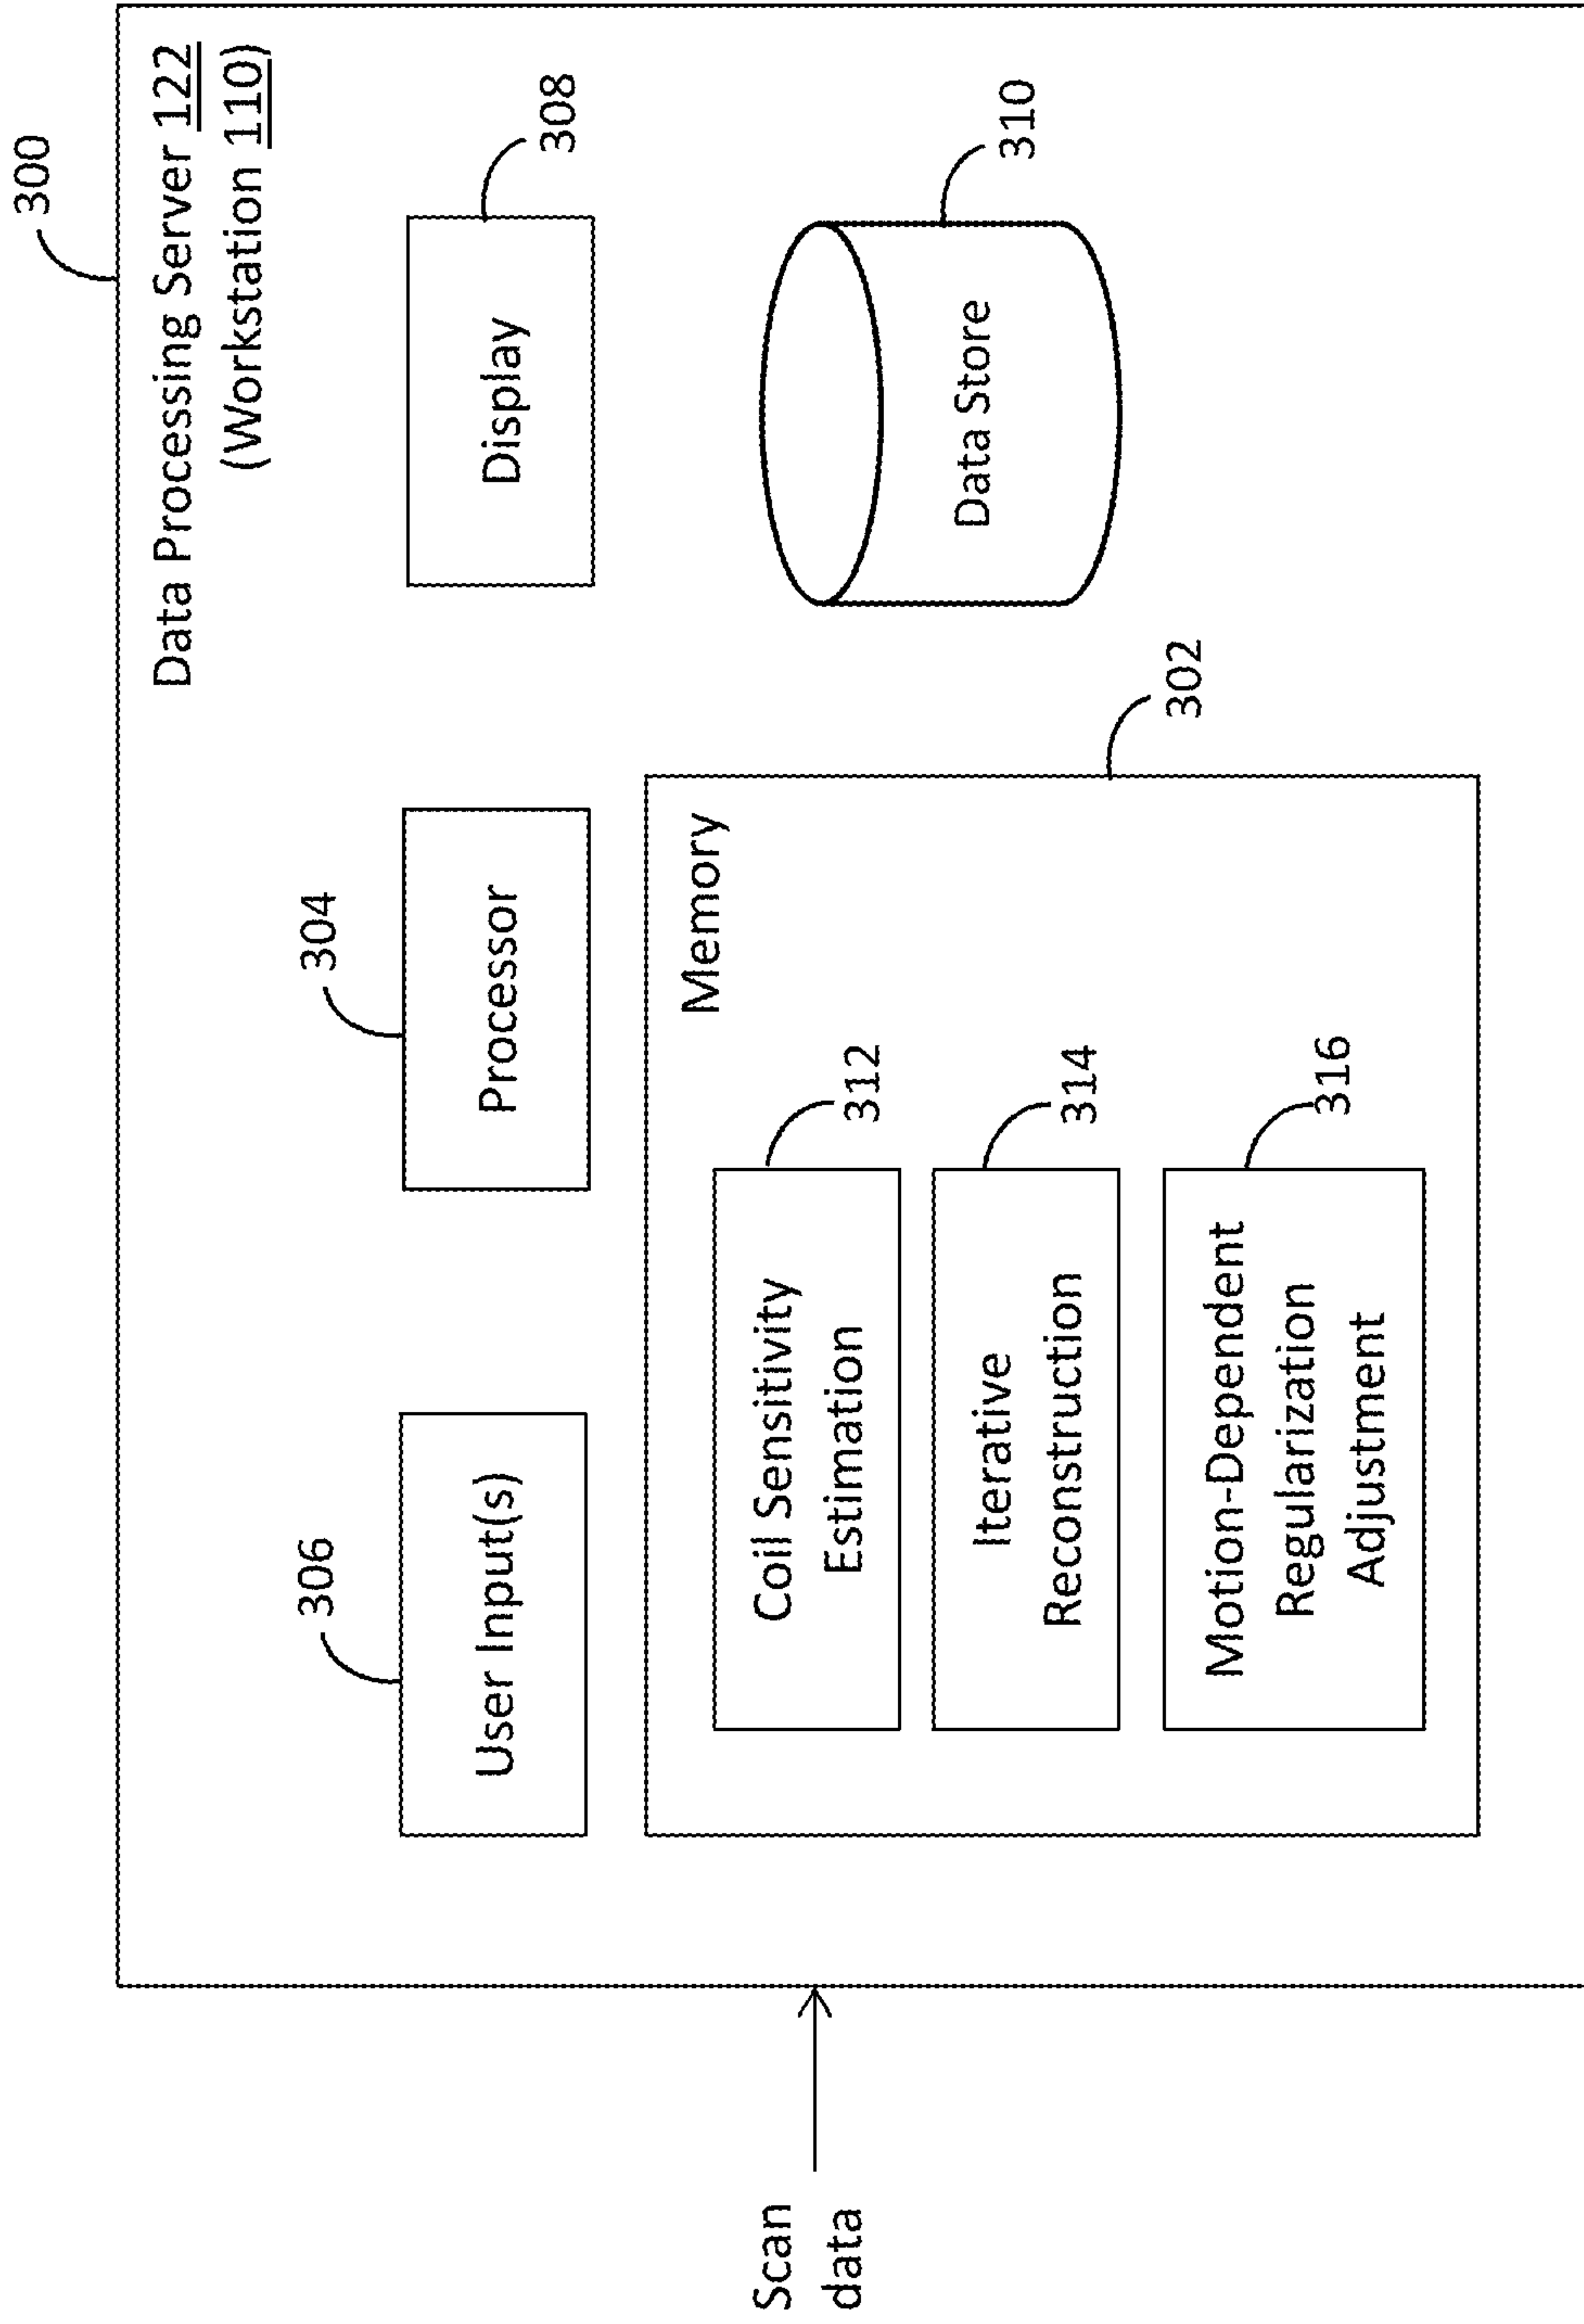 300
Data Processing Server 122
(Workstation 110)
306
304
308
User Input(s)
Processor
Display
Memory
302
310
Data Store
Coil Sensitivity
Estimation
312
Iterative
Reconstruction
314
Motion-Dependent
Regularization
Adjustment
316
Scan
data